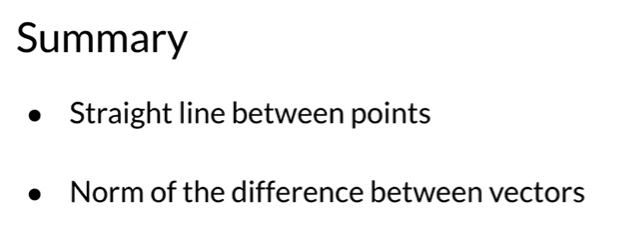 Summary
● Straight line between points
● Norm of the difference between vectors